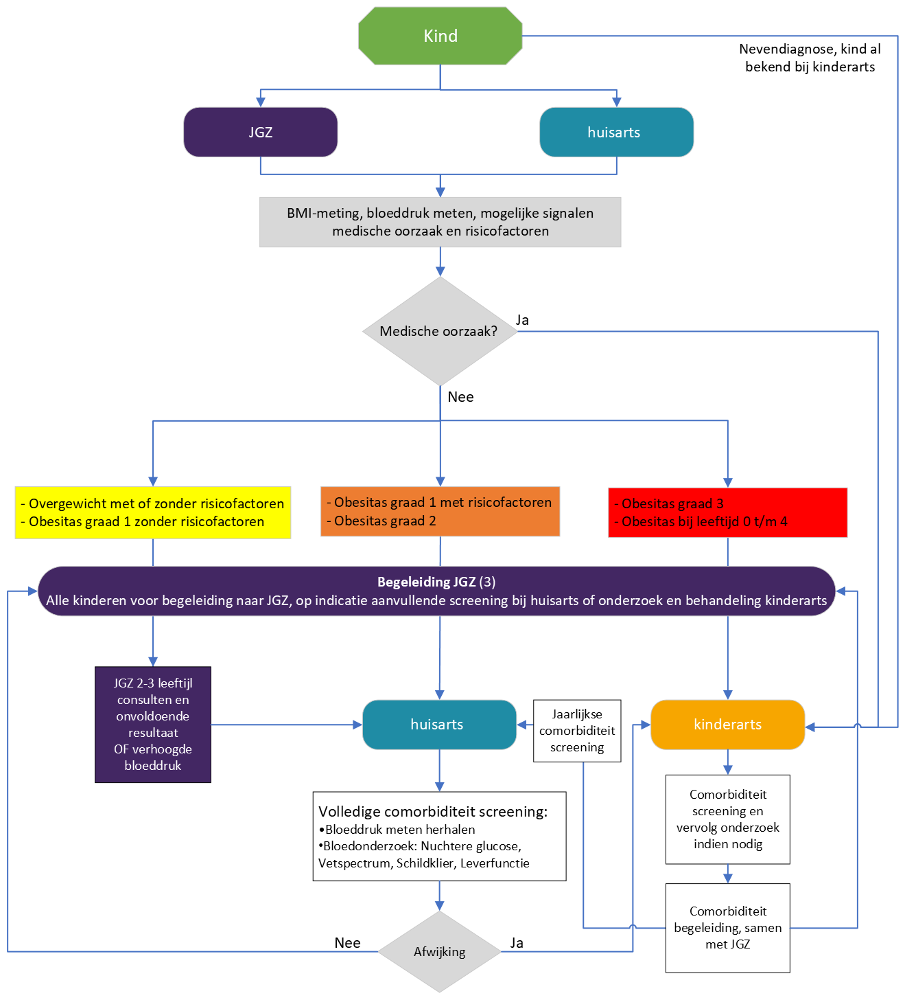 Kind
Nevendiagnose, kind al
bekend bij kinderarts
JGZ
huisarts
BMI-meting, bloeddruk meten, mogelijke signalen
medische oorzaak en risicofactoren
Medische oorzaak?
Ja
Nee
- Overgewicht met of zonder risicofactoren
- Obesitas graad 1 zonder risicofactoren
- Obesitas graad 1 met risicofactoren
- Obesitas graad 2
- Obesitas graad 3
- Obesitas bij leeftijd 0 t/m 4
Begeleiding JGZ (3)
Alle kinderen voor begeleiding naar JGZ, op indicatie aanvullende screening bij huisarts of onderzoek en behandeling kinderarts
JGZ 2-3 leeftijl
consulten en
onvoldoende
resultaat
OF verhoogde
bloeddruk
huisarts
Jaarlijkse
comorbiditeit
screening
kinderarts
Volledige comorbiditeit screening:
•Bloeddruk meten herhalen
•Bloedonderzoek: Nuchtere glucose,
Vetspectrum, Schildklier, Leverfunctie
Comorbiditeit
screening en
vervolg onderzoek
indien nodig
Comorbiditeit
begeleiding, samen
met JGZ
Nee
Afwijking
Ja